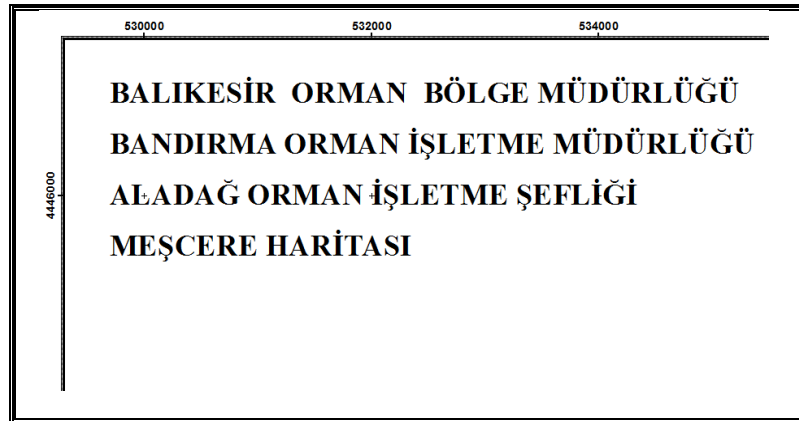 530000 532000 534000
BALIKESİR ORMAN BÖLGE MÜDÜRLÜĞÜ
BANDIRMA ORMAN İŞLETME MÜDÜRLÜĞÜ
4446000
ALADAĞ ORMAN İŞLETME ŞEFLİĞİ
MEŞCERE HARİTASI